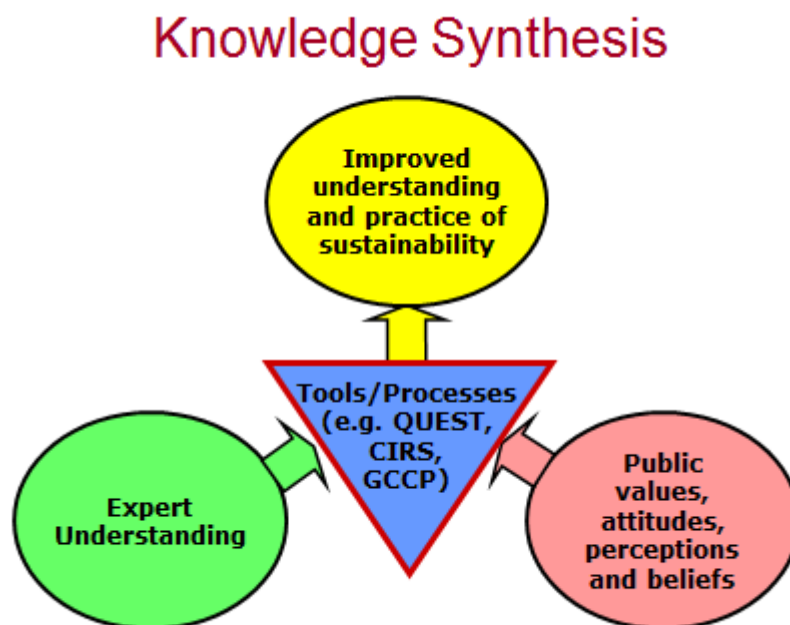 Knowledge Synthesis
Improved
understanding
and practice of
sustainability
Tools/Processes
(e.g. QUEST,
CIRS,
GCCP)
Expert
Understanding
Public
values,
attitudes,
perceptions
and beliefs